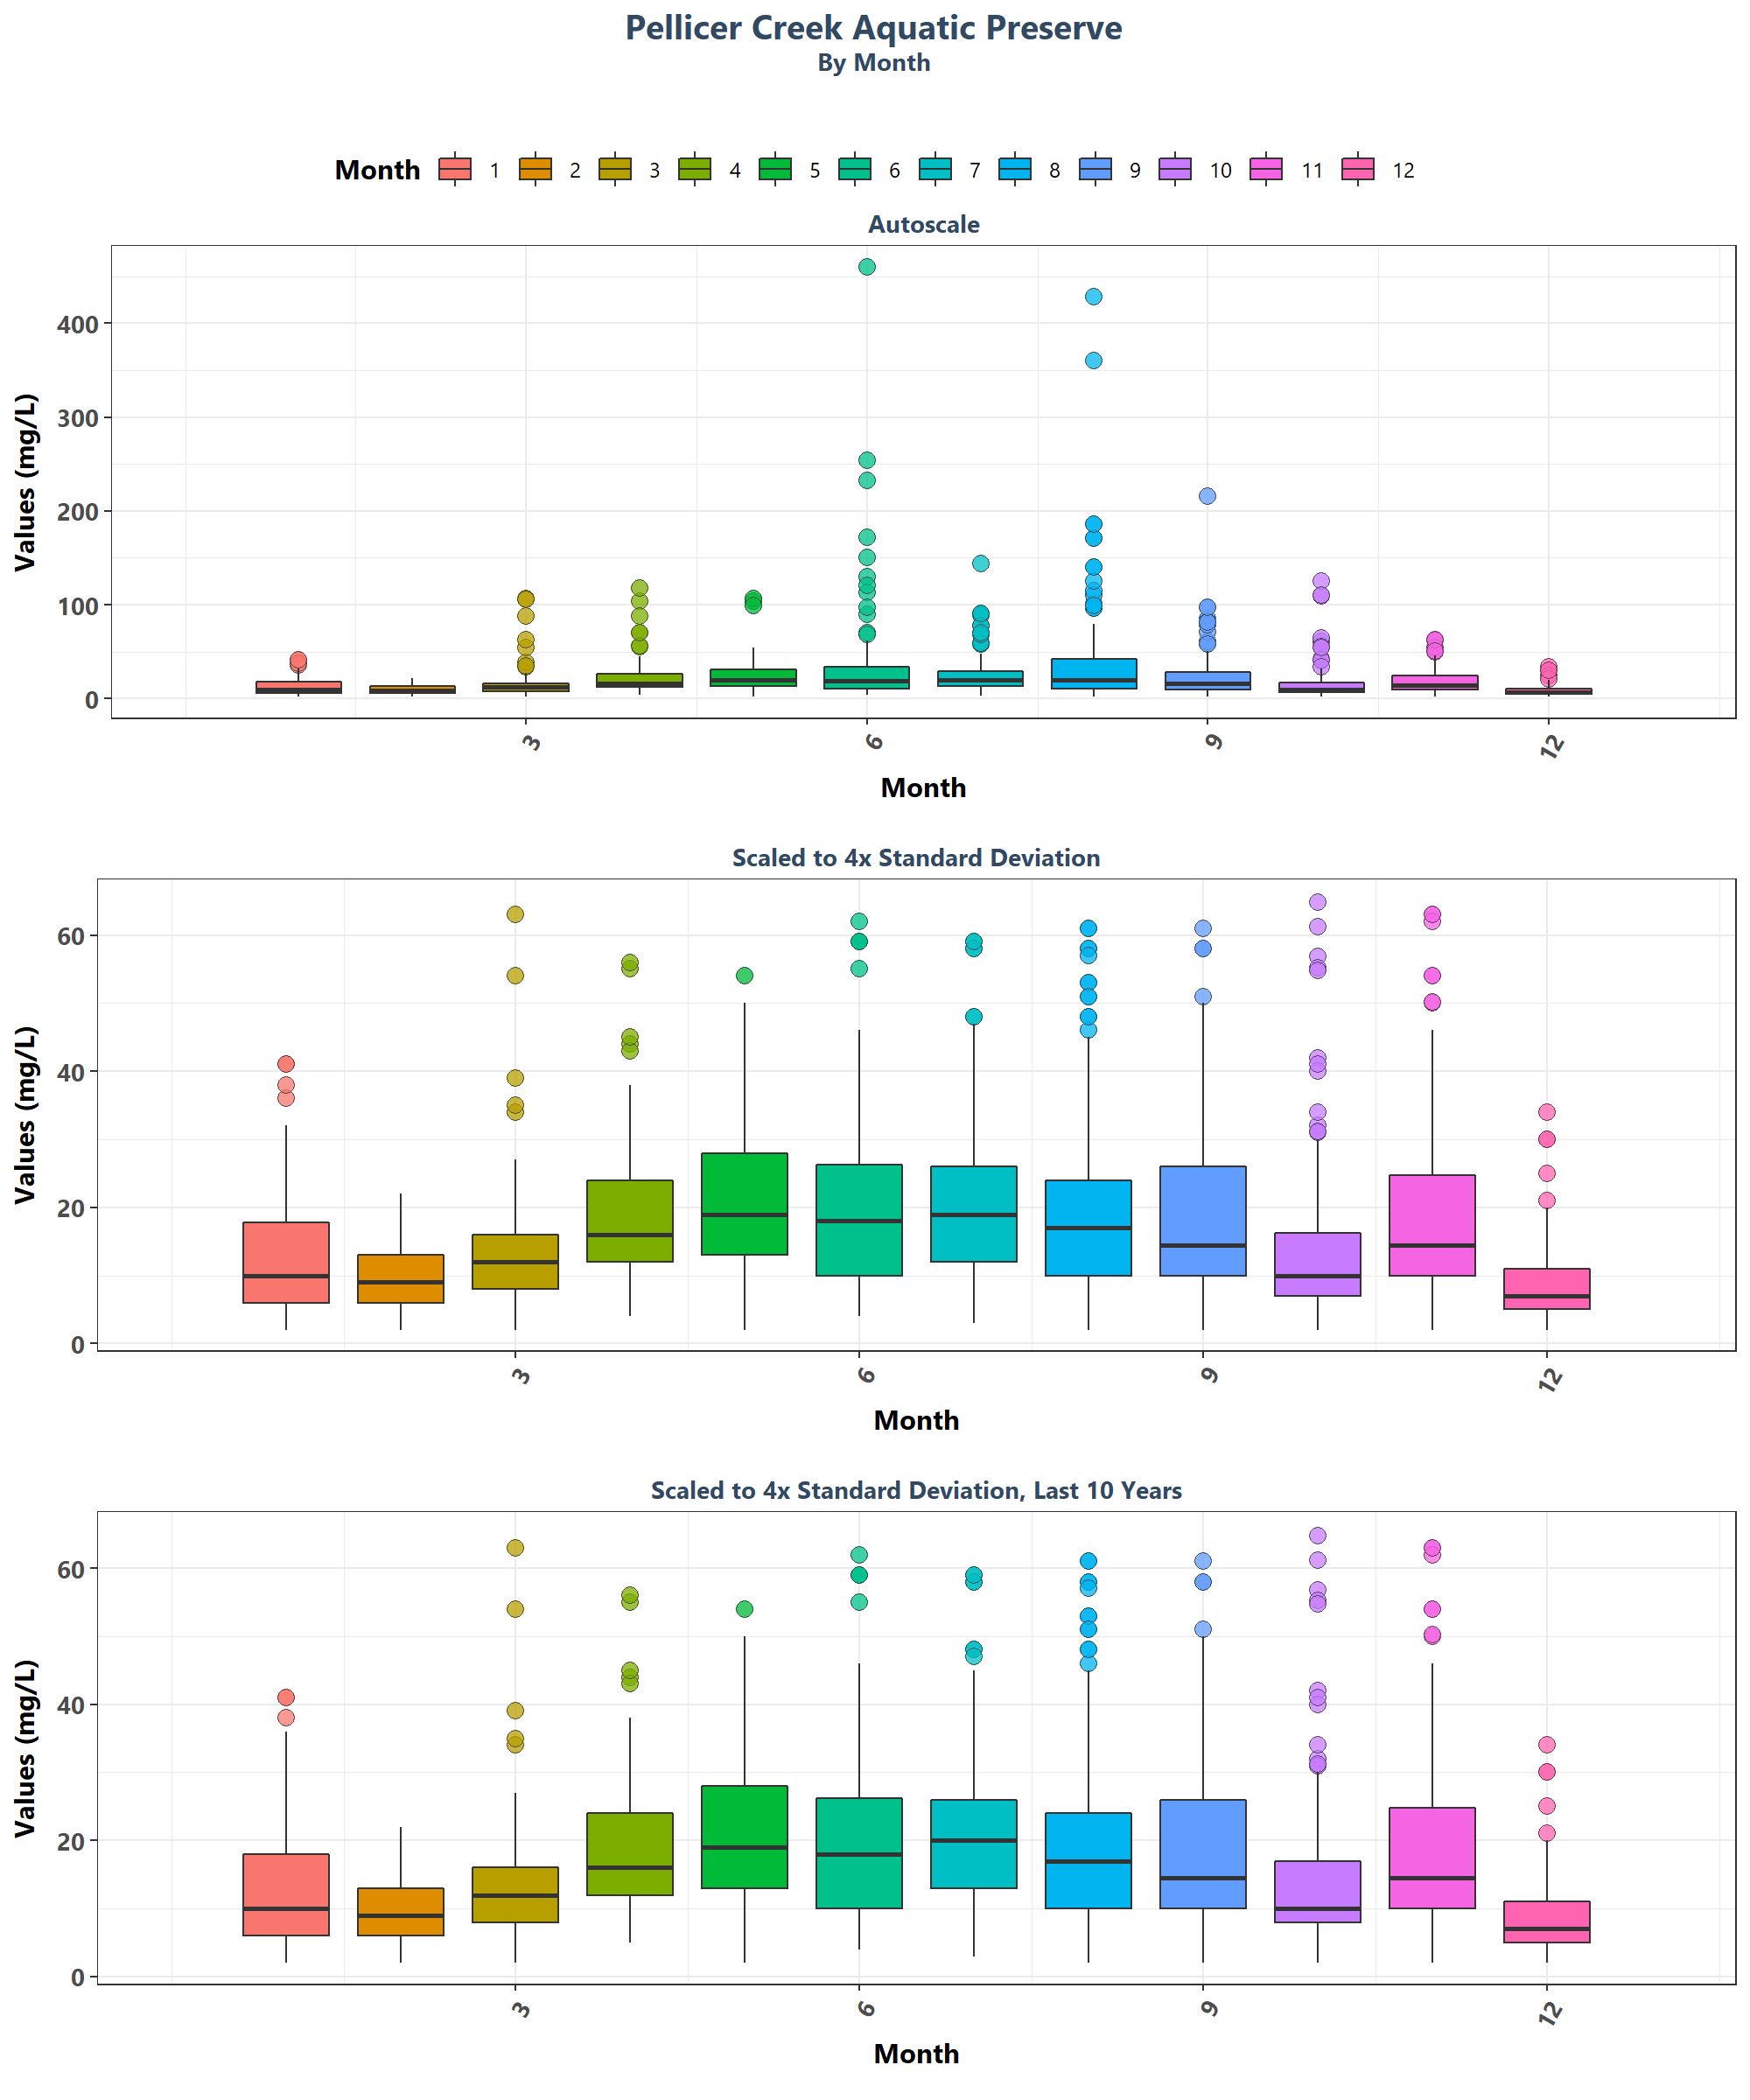 Pellicer Creek Aquatic Preserve
By Month
Month 1 2 3 4 5 6 7 8 9 10 11 12
Autoscale
Values (mg/L)
400
300
200
100
0
3 6 9 12
Month
Scaled to 4x Standard Deviation
Values (mg/L)
60
40
20
0
3 6 9 12
Month
Scaled to 4x Standard Deviation, Last 10 Years
Values (mg/L)
60
40
20
0
3 6 9 12
Month